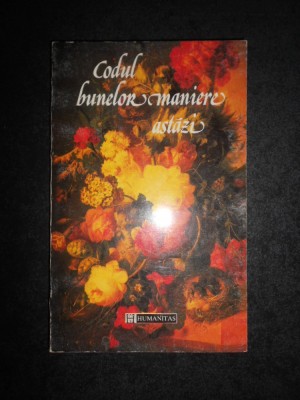 Codul
bunelor maniere
astăzi
HUMANITAS